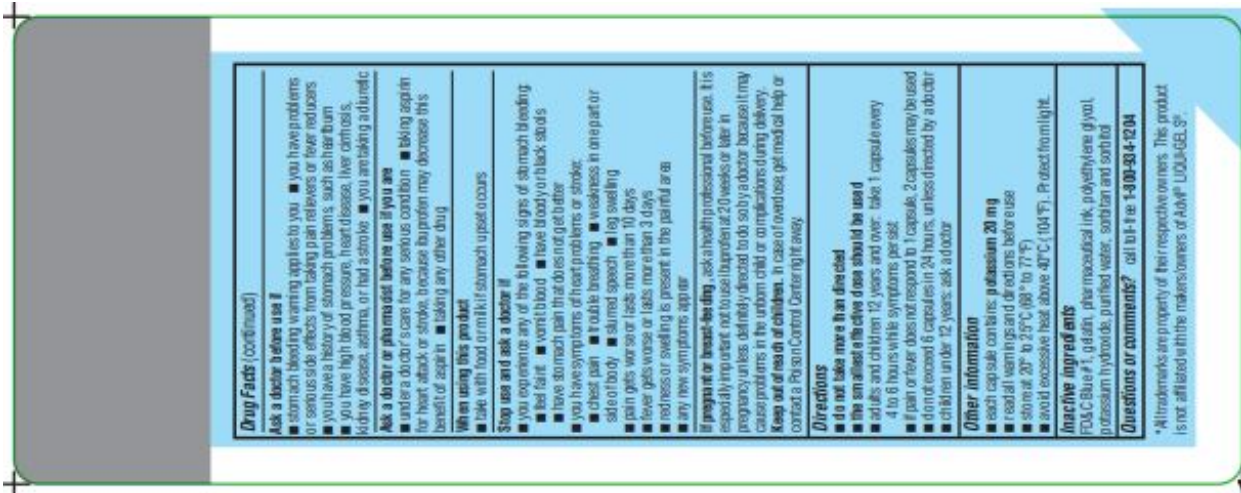 Drug Facts (continued)
Ask a doctor before use if
■ stomach bleeding warning applies to you ■ you have problems
or serious side effects from taking pain relievers or fever reducers
■ you have a history of stomach problems, such as heartburn
■ you have high blood pressure, heart disease, liver cirrhosis,
kidney disease, asthma, or had a stroke ■ you are taking a diuretic
Ask a doctor or pharmacist before use if you are
■ under a doctor's care for any serious condition ■ taking aspirin
for heart attack or stroke, because ibuprofen may decrease this
benefit of aspirin ■ taking any other drug
When using this product
■ take with food or milk if stomach upset occurs
Stop use and ask a doctor if
■ you experience any of the following signs of stomach bleeding:
■ feel faint ■ vomit blood ■ have bloody or black stools
■ have stomach pain that does not get better
■ you have symptoms of heart problems or stroke:
■ chest pain ■ trouble breathing ■ weakness in one part or
side of body ■ slurred speech ■ leg swelling
■ pain gets worse or lasts more than 10 days
■ fever gets worse or lasts more than 3 days
■ redness or swelling is present in the painful area
■ any new symptoms appear
If pregnant or breast-feeding, ask a health professional before use. It is
especially important not to use ibuprofen at 20 weeks or later in
pregnancy unless definitely directed to do so by a doctor because it may
cause problems in the unborn child or complications during delivery.
Keep out of reach of children. In case of overdose, get medical help or
contact a Poison Control Center right away.
Directions
■ do not take more than directed
■ the smallest effective dose should be used
■ adults and children 12 years and over: take 1 capsule every
4 to 6 hours while symptoms persist
■ if pain or fever does not respond to 1 capsule, 2 capsules may be used
■ do not exceed 6 capsules in 24 hours, unless directed by a doctor
■ children under 12 years: ask a doctor
Other information
■ each capsule contains: potassium 20 mg
■ read all warnings and directions before use
■ store at 20° to 25°C (68° to 77°F)
■ avoid excessive heat above 40°C (104°F). Protect from light.
Inactive ingredients
FD&C Blue #1, gelatin, pharmaceutical ink, polyethylene glycol,
potassium hydroxide, purified water, sorbitan and sorbitol
Questions or comments? call toll-free 1-800-934-1204
*All trademarks are property of their respective owners. This product
is not affiliated with the makers/owners of Advil® LIQUI-GELS®.